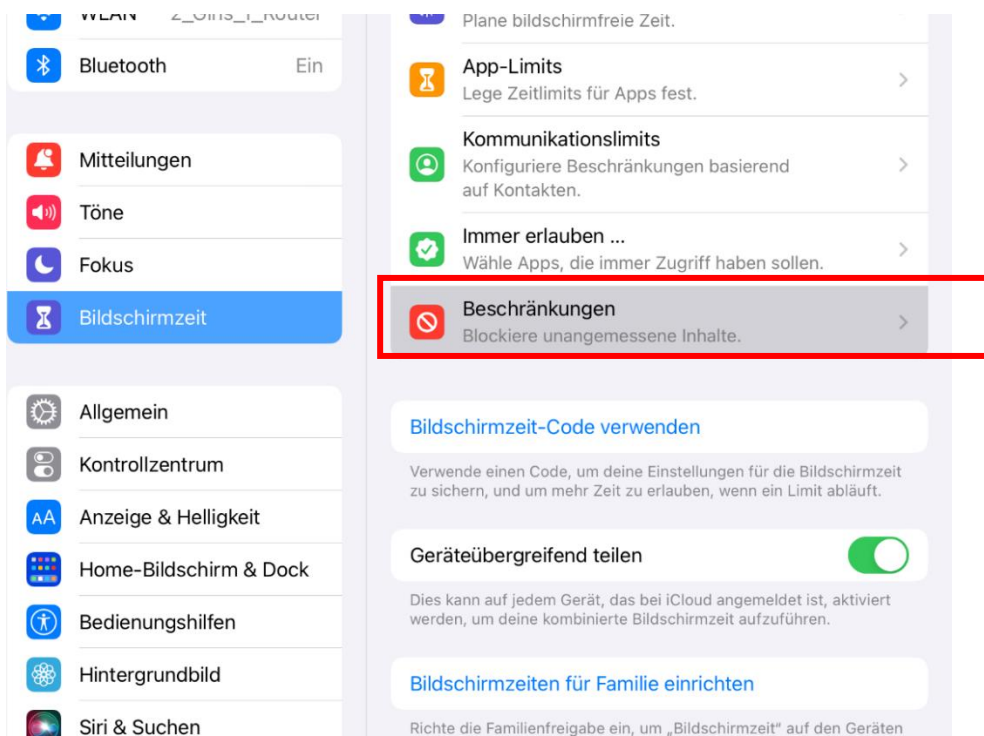 WLAN 2_Girls_1_Router
Bluetooth Ein
Mitteilungen
Töne
Fokus
Bildschirmzeit
Allgemein
Kontrollzentrum
Anzeige & Helligkeit
Home-Bildschirm & Dock
Bedienungshilfen
Hintergrundbild
Siri & Suchen
Plane bildschirmfreie Zeit.
App-Limits
Lege Zeitlimits für Apps fest.
Kommunikationslimits
Konfiguriere Beschränkungen basierend
auf Kontakten.
Immer erlauben ...
Wähle Apps, die immer Zugriff haben sollen.
Beschränkungen
Blockiere unangemessene Inhalte.
Bildschirmzeit-Code verwenden
Verwende einen Code, um deine Einstellungen für die Bildschirmzeit
zu sichern, und um mehr Zeit zu erlauben, wenn ein Limit abläuft.
Geräteübergreifend teilen
Dies kann auf jedem Gerät, das bei iCloud angemeldet ist, aktiviert
werden, um deine kombinierte Bildschirmzeit aufzuführen.
Bildschirmzeiten für Familie einrichten
Richte die Familienfreigabe ein, um „Bildschirmzeit" auf den Geräten